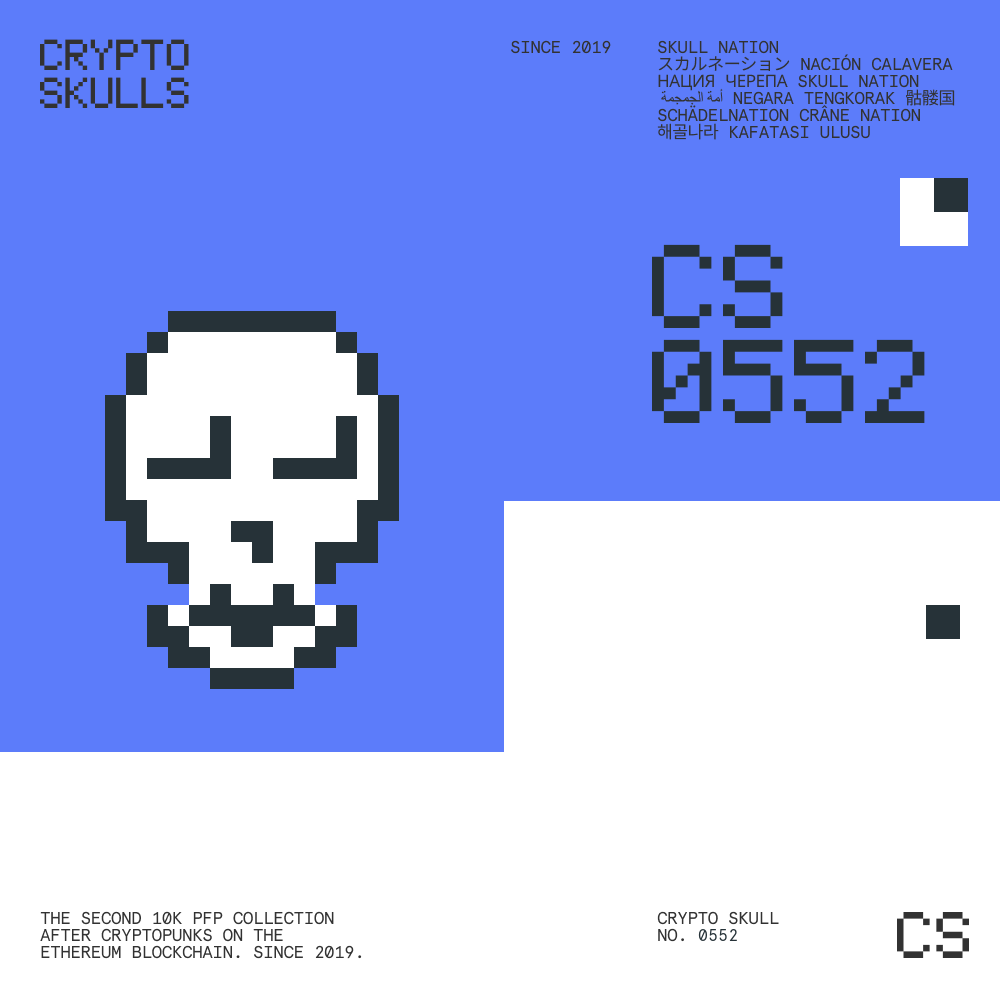 CRYPTO
SKULLS
SINCE 2019
SKULL NATION
スカルネーション NACIÓN CALAVERA
НАЦИЯ ЧЕРЕПА SKULL NATION
أمة الجمجمة NEGARA TENGKORAK 骷髅国
SCHÄDELNATION CRÂNE NATION
해골나라 KAFATASI ULUSU
CS
0552
THE SECOND 10K PFP COLLECTION
AFTER CRYPTOPUNKS ON THE
ETHEREUM BLOCKCHAIN. SINCE 2019.
CRYPTO SKULL
NO. 0552
CS